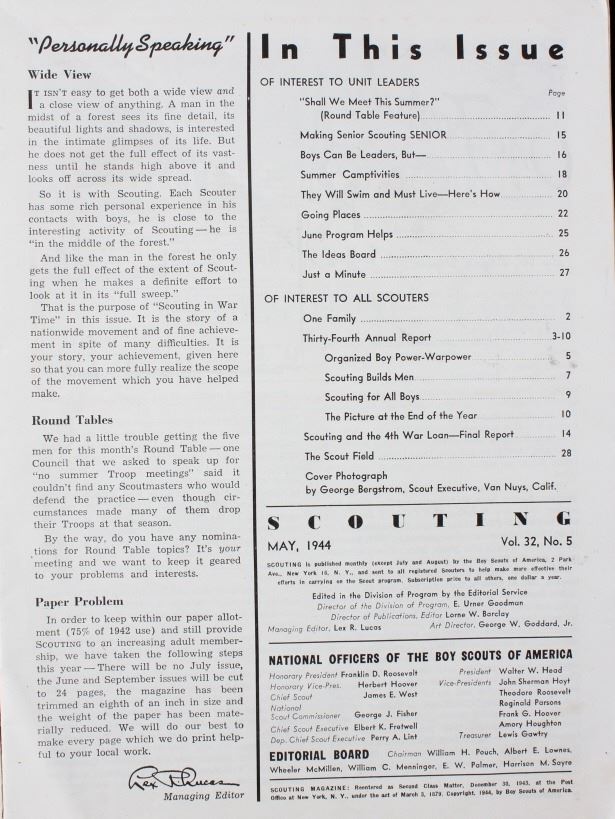 "Personally Speaking"
Wide View
IT ISN'T easy to get both a wide view and
a close view of anything. A man in the
midst of a forest sees its fine detail, its
beautiful lights and shadows, is interested
in the intimate glimpses of its life. But
he does not get the full effect of its vast-
ness until he stands high above it and
looks off across its wide spread.
So it is with Scouting. Each Scouter
has some rich personal experience in his
contacts with boys, he is close to the
interesting activity of Scouting — he is
"in the middle of the forest."
And like the man in the forest he only
gets the full effect of the extent of Scout-
ing when he makes a definite effort to
look at it in its "full sweep."
That is the purpose of "Scouting in War
Time" in this issue. It is the story of a
nationwide movement and of fine achieve-
ment in spite of many difficulties. It is
your story, your achievement, given here
so that you can more fully realize the scope
of the movement which you have helped
make.
Round Tables
We had a little trouble getting the five
men for this month's Round Table — one
Council that we asked to speak up for
"no summer Troop meetings" said it
couldn't find any Scoutmasters who would
defend the practice — even though cir-
cumstances made many of them drop
their Troops at that season.
By the way, do you have any nomina-
tions for Round Table topics? It's your
meeting and we want to keep it geared
to your problems and interests.
Paper Problem
In order to keep within our paper allot-
ment (75% of 1942 use) and still provide
SCOUTING to an increasing adult member-
ship, we have taken the following steps
this year — There will be no July issue,
the June and September issues will be cut
to 24 pages, the magazine has been
trimmed an eighth of an inch in size and
the weight of the paper has been mate-
rially reduced. We will do our best to
make every page which we do print help-
ful to your local work.
Lex R. Lucas
Managing Editor
In This Issue
OF INTEREST TO UNIT LEADERS
Page
"Shall We Meet This Summer?"
(Round Table Feature) 11
Making Senior Scouting SENIOR 15
Boys Can Be Leaders, But— 16
Summer Camptivities 18
They Will Swim and Must Live—Here's How 20
Going Places 22
June Program Helps 25
The Ideas Board 26
Just a Minute 27
OF INTEREST TO ALL SCOUTERS
One Family 2
Thirty-Fourth Annual Report 3-10
Organized Boy Power-Warpower 5
Scouting Builds Men 7
Scouting for All Boys 9
The Picture at the End of the Year 10
Scouting and the 4th War Loan—Final Report 14
The Scout Field 28
Cover Photograph
by George Bergstrom, Scout Executive, Van Nuys, Calif.
SCOUTING
MAY, 1944 Vol. 32, No. 5
SCOUTING is published monthly (except July and August) by the Boys Scouts of America, 2 Park
Ave., New York 16, N. Y., and sent to all registered Scouters to help make more effective their
efforts in carrying on the Scout program. Subscription price to all others, one dollar a year.
Edited in the Division of Program by the Editorial Service
Director of the Division of Program, E. Urner Goodman
Director of Publications, Editor Lorne W. Barclay
Managing Editor, Lex R. Lucas Art Director, George W. Goddard, Jr.
NATIONAL OFFICERS OF THE BOY SCOUTS OF AMERICA
Honorary President Franklin D. Roosevelt
Honorary Vice-Pres. Herbert Hoover
Chief Scout James E. West
National
Scout Commissioner George J. Fisher
Chief Scout Executive Elbert K. Fretwell
Dep. Chief Scout Executive Perry A. Lint
President Walter W. Head
Vice-Presidents John Sherman Hoyt
Theodore Roosevelt
Reginald Parsons
Frank G. Hoover
Amory Houghton
Treasurer Lewis Gawtry
EDITORIAL BOARD Chairman William H. Pouch, Albert E. Lownes,
Wheeler McMillen, William C. Menninger, E. W. Palmer, Harrison M. Sayre
SCOUTING MAGAZINE: Reentered as Second Class Matter, December 30, 1943, at the Post
Office at New York, N. Y., under the act of March 3, 1879. Copyright, 1944, by Boy Scouts of America.